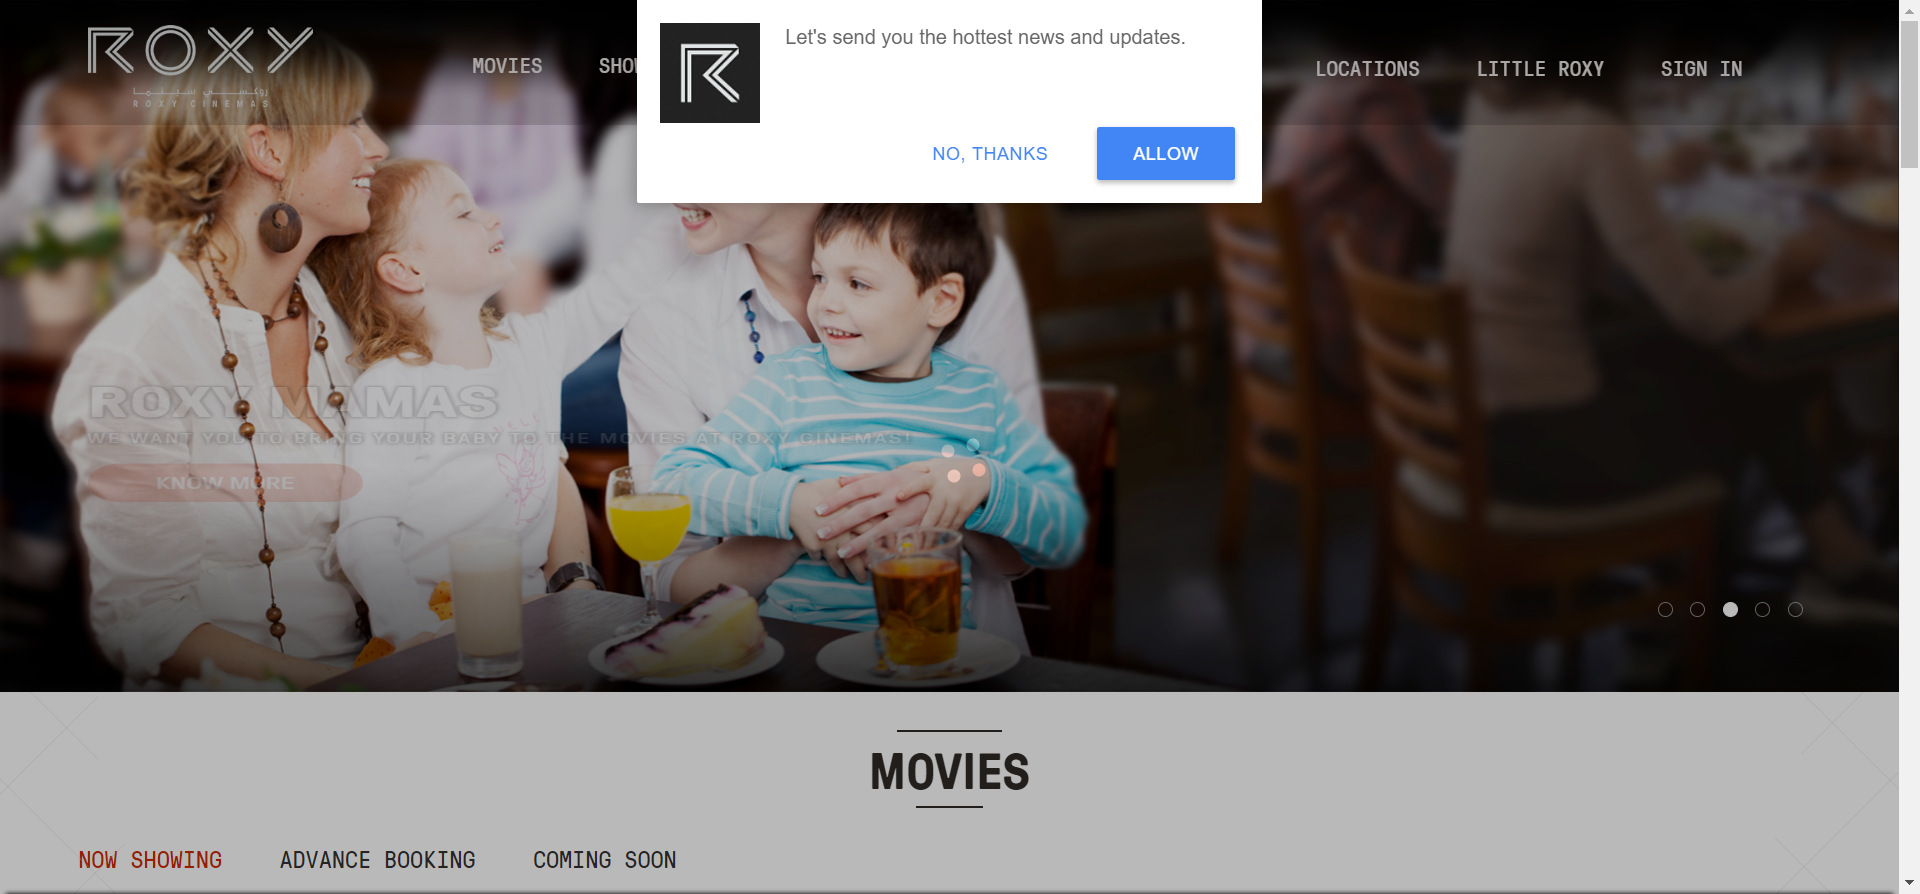 ROXY
روكسي سينما
ROXY CINEMAS
MOVIES
LOCATIONS
LITTLE ROXY
SIGN IN
Let's send you the hottest news and updates.
NO, THANKS
ALLOW
ROXY MAMAS
WE WANT YOU TO BRING YOUR BABY TO THE MOVIES AT ROXY CINEMAS!
KNOW MORE
MOVIES
NOW SHOWING
ADVANCE BOOKING
COMING SOON